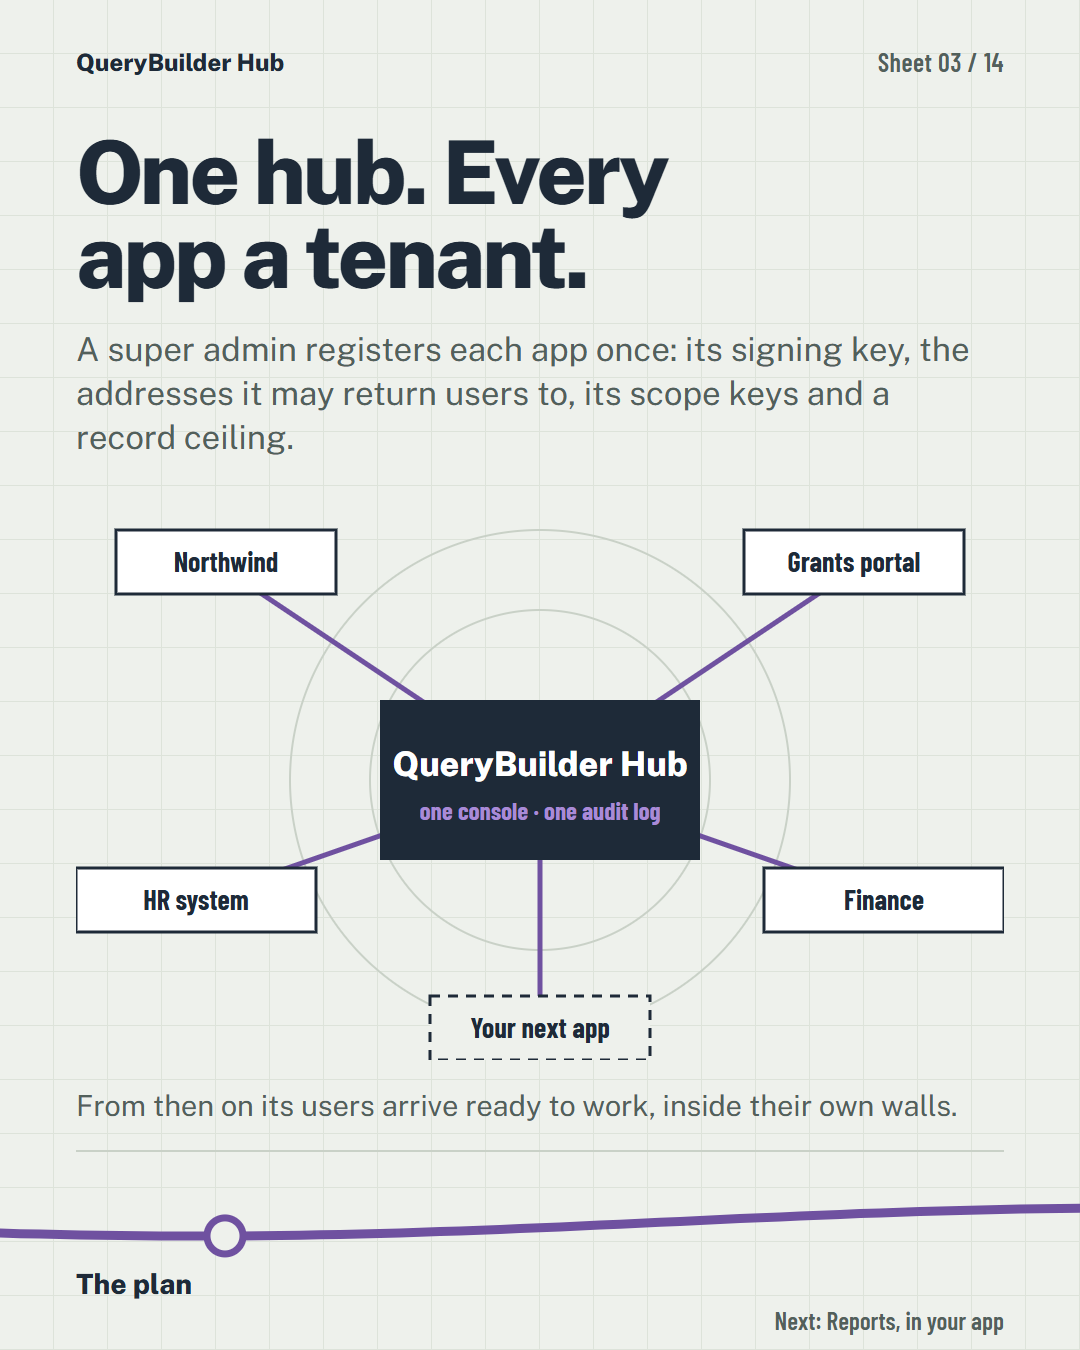 QueryBuilder Hub
Sheet 03 / 14
One hub. Every
app a tenant.
A super admin registers each app once: its signing key, the
addresses it may return users to, its scope keys and a
record ceiling.
Northwind
Grants portal
QueryBuilder Hub
one console · one audit log
HR system
Finance
Your next app
From then on its users arrive ready to work, inside their own walls.
The plan
Next: Reports, in your app